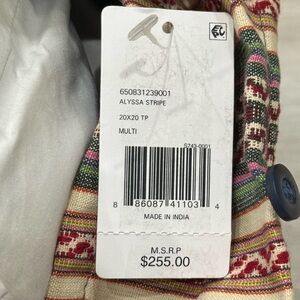 650831239001
ALYSSA STRIPE
20X20 TP
MULTI
5743-0001
8 86087 41103 4
MADE IN INDIA
M.S.R.P
$255.00